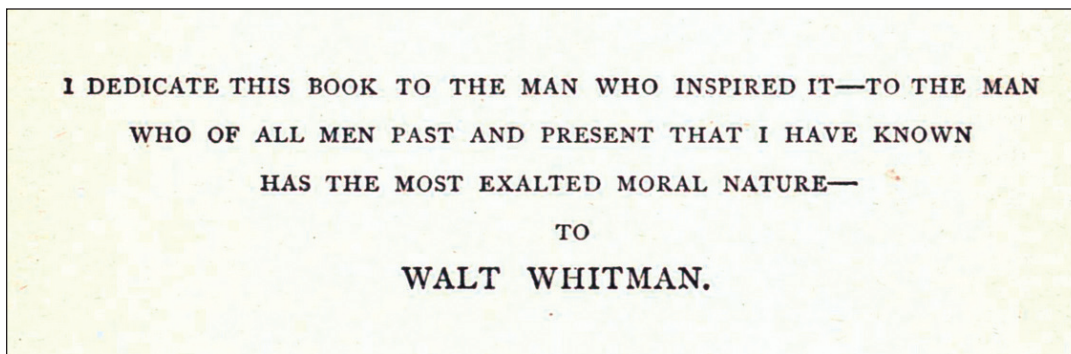 I DEDICATE THIS BOOK TO THE MAN WHO INSPIRED IT—TO THE MAN
WHO OF ALL MEN PAST AND PRESENT THAT I HAVE KNOWN
HAS THE MOST EXALTED MORAL NATURE—
TO
WALT WHITMAN.